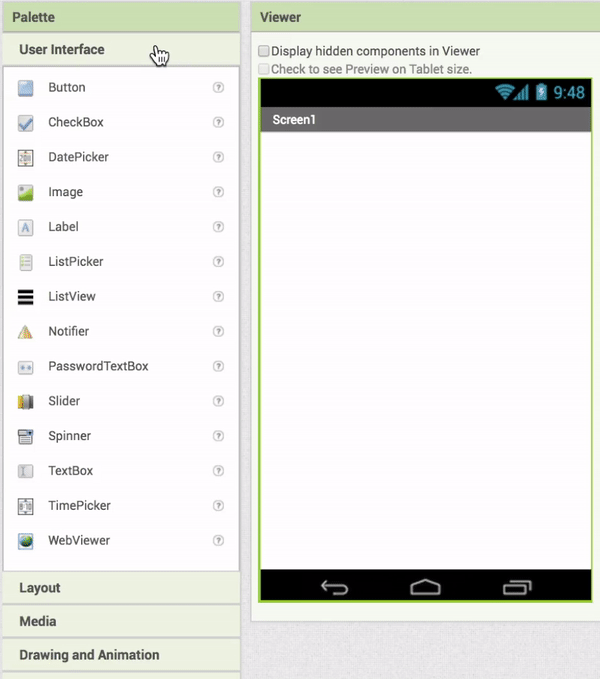 Palette
User Interface
Button ?
CheckBox ?
DatePicker ?
Image ?
Label ?
ListPicker ?
ListView ?
Notifier ?
PasswordTextBox ?
Slider ?
Spinner ?
TextBox ?
TimePicker ?
WebViewer ?
Layout
Media
Drawing and Animation
Viewer
Display hidden components in Viewer
Check to see Preview on Tablet size.
9:48
Screen1